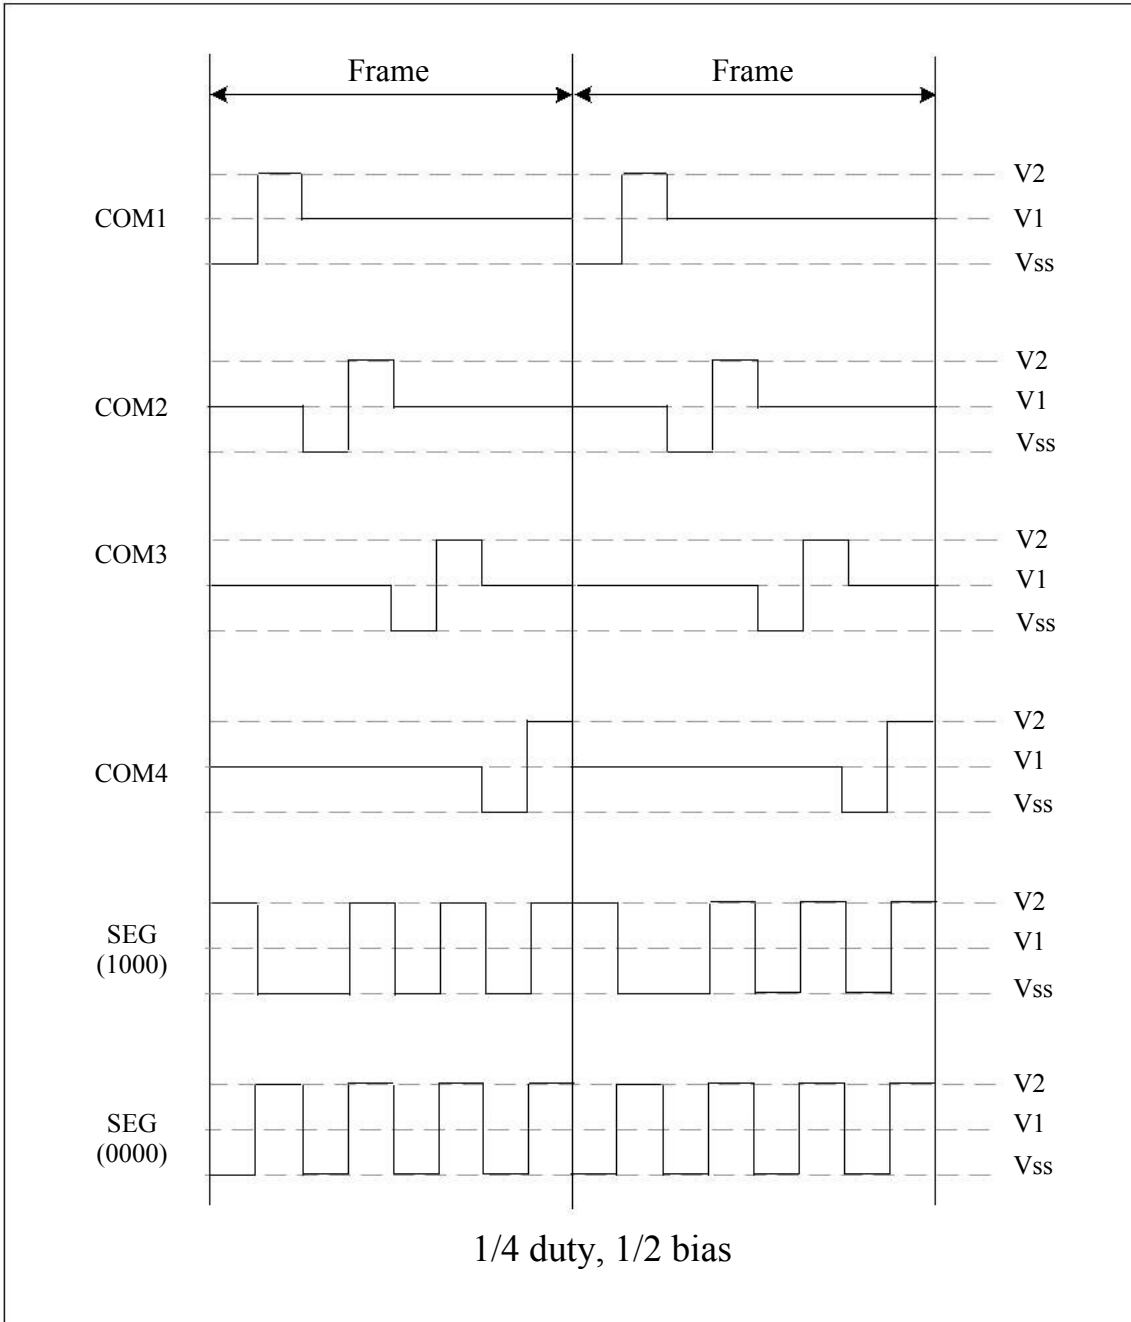 Frame
Frame
V2
COM1
V1
Vss
V2
COM2
V1
Vss
V2
COM3
V1
Vss
V2
V1
COM4
Vss
V2
SEG
(1000)
V1
Vss
V2
SEG
(0000)
V1
Vss
1/4 duty, 1/2 bias